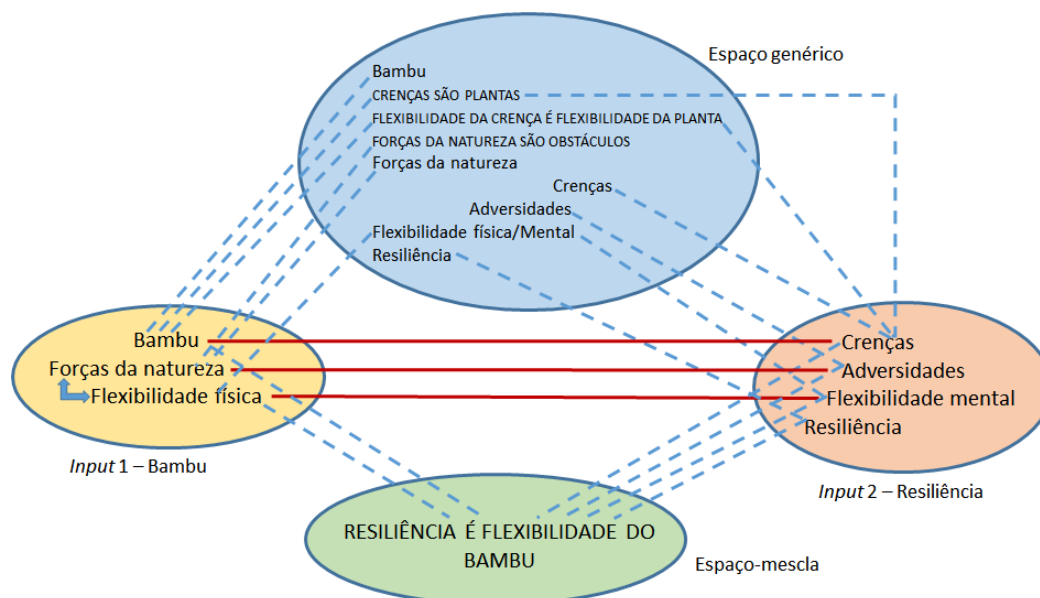 Espaço genérico
Bambu
CRENÇAS SÃO PLANTAS
FLEXIBILIDADE DA CRENÇA É FLEXIBILIDADE DA PLANTA
FORÇAS DA NATUREZA SÃO OBSTÁCULOS
Forças da natureza
Crenças
Adversidades
Flexibilidade física/Mental
Resiliência
Bambu
Forças da natureza
Flexibilidade física
Input 1 – Bambu
Crenças
Adversidades
Flexibilidade mental
Resiliência
Input 2 – Resiliência
RESILIÊNCIA É FLEXIBILIDADE DO
BAMBU
Espaço-mescla